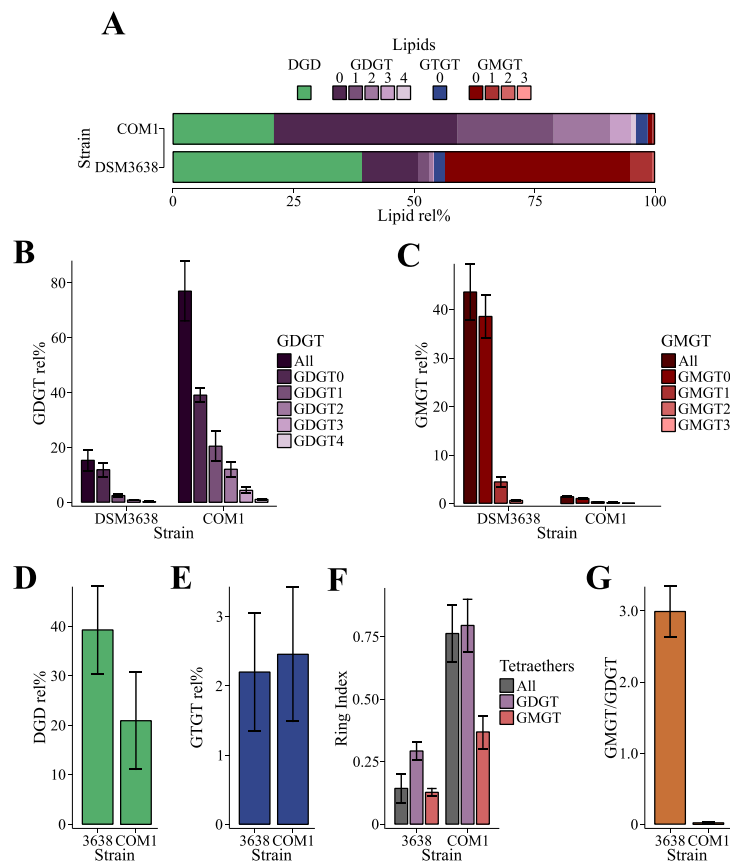 A
Lipids
DGD GDGT GTGT GMGT
0 1 2 3 4 0 0 1 2 3
Strain
COM1
DSM3638
0 25 50 75 100
Lipid rel%
B
GDGT rel%
80
60
40
20
0
DSM3638 COM1
Strain
GDGT
All
GDGT0
GDGT1
GDGT2
GDGT3
GDGT4
C
GMGT rel%
40
30
20
10
0
DSM3638 COM1
Strain
GMGT
All
GMGT0
GMGT1
GMGT2
GMGT3
D
DGD rel%
40
30
20
10
0
3638 COM1
Strain
E
GTGT rel%
3
2
1
0
3638 COM1
Strain
F
Ring Index
0.75
0.50
0.25
0
3638 COM1
Strain
Tetraethers
All
GDGT
GMGT
G
GMGT/GDGT
3.0
2.0
1.0
0
3638 COM1
Strain